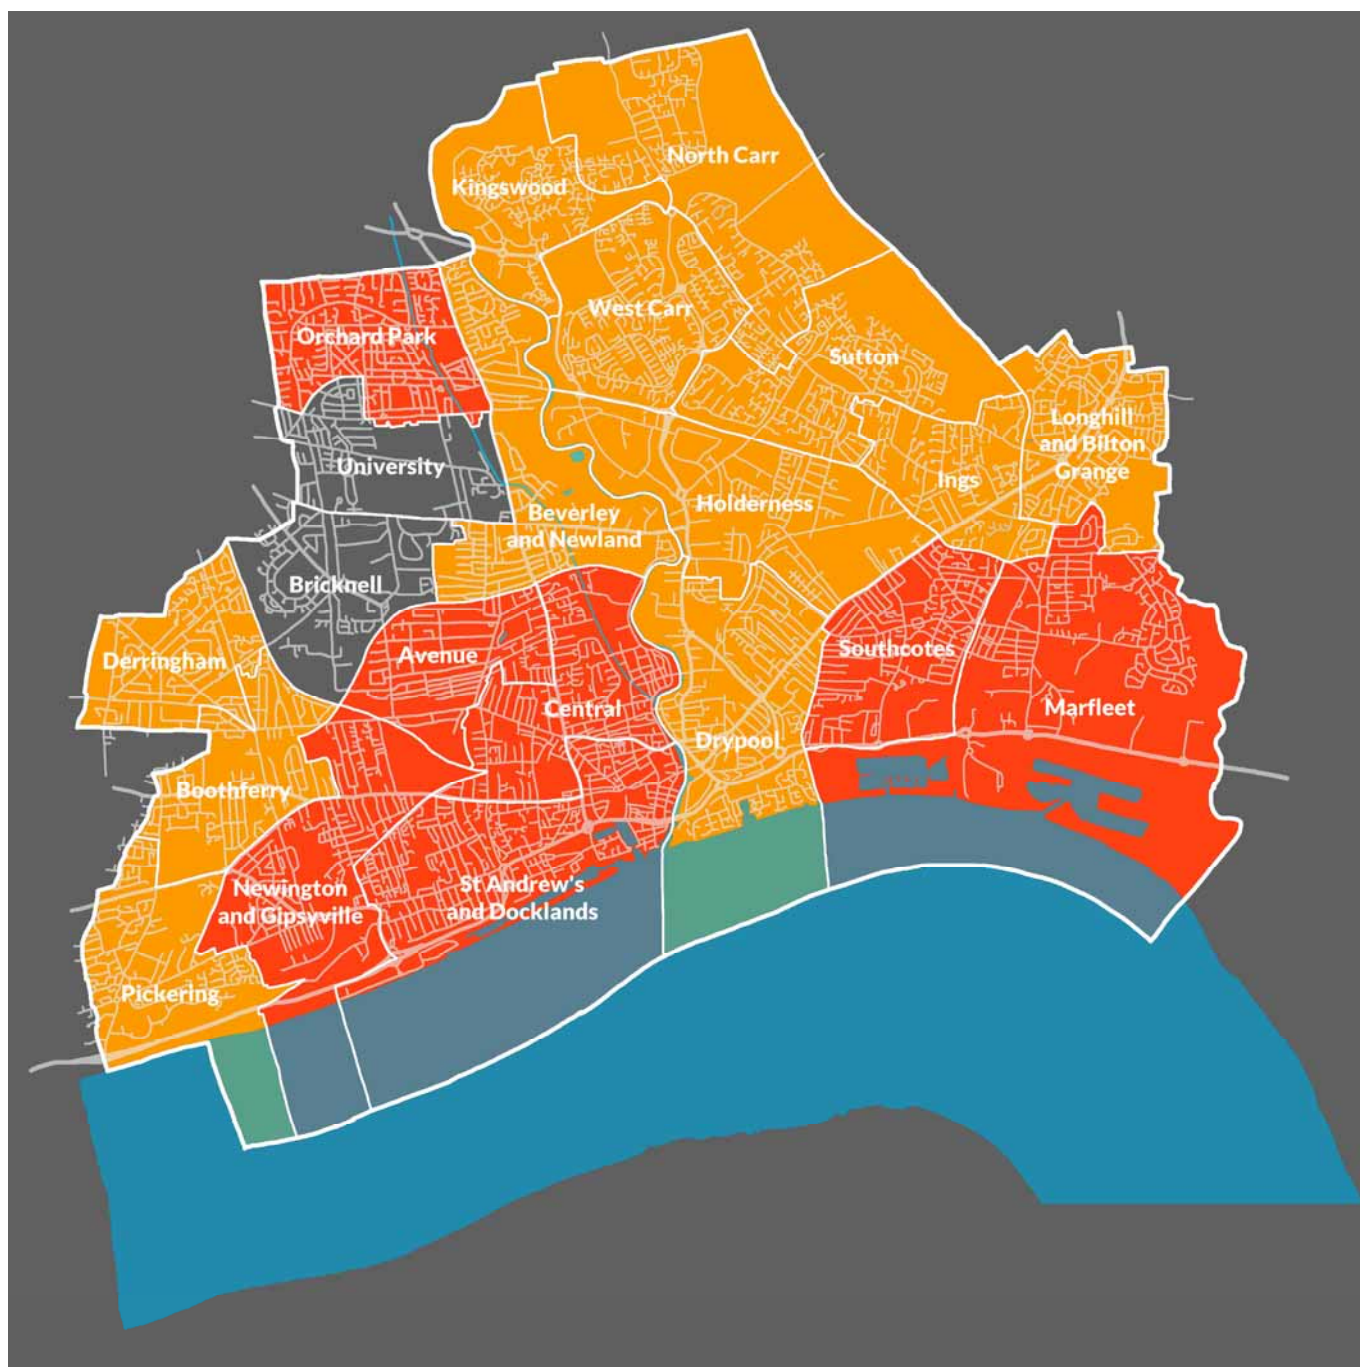 North Carr
Kingswood
West Carr
Orchard Park
Sutton
Longhill
and Bilton
Grange
University
Ings
Holderness
Beverley
and Newland
Bricknell
Southcotes
Avenue
Derringham
Marfleet
Central
Drypool
Boothferry
Newington
and Gipsyville
St Andrew's
and Docklands
Pickering